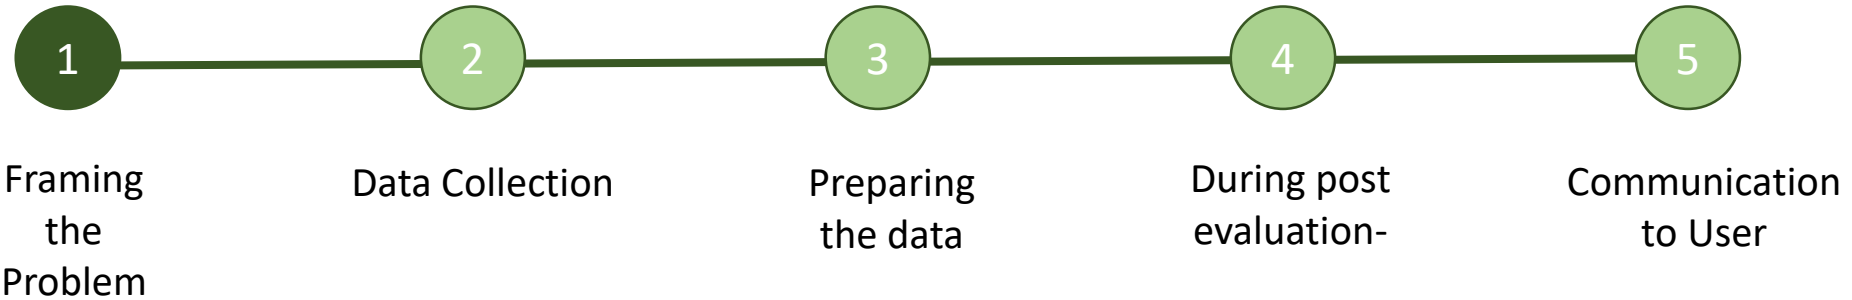 1
2
3
4
5
Framing
the
Problem
Data Collection
Preparing
the data
During post
evaluation-
Communication
to User